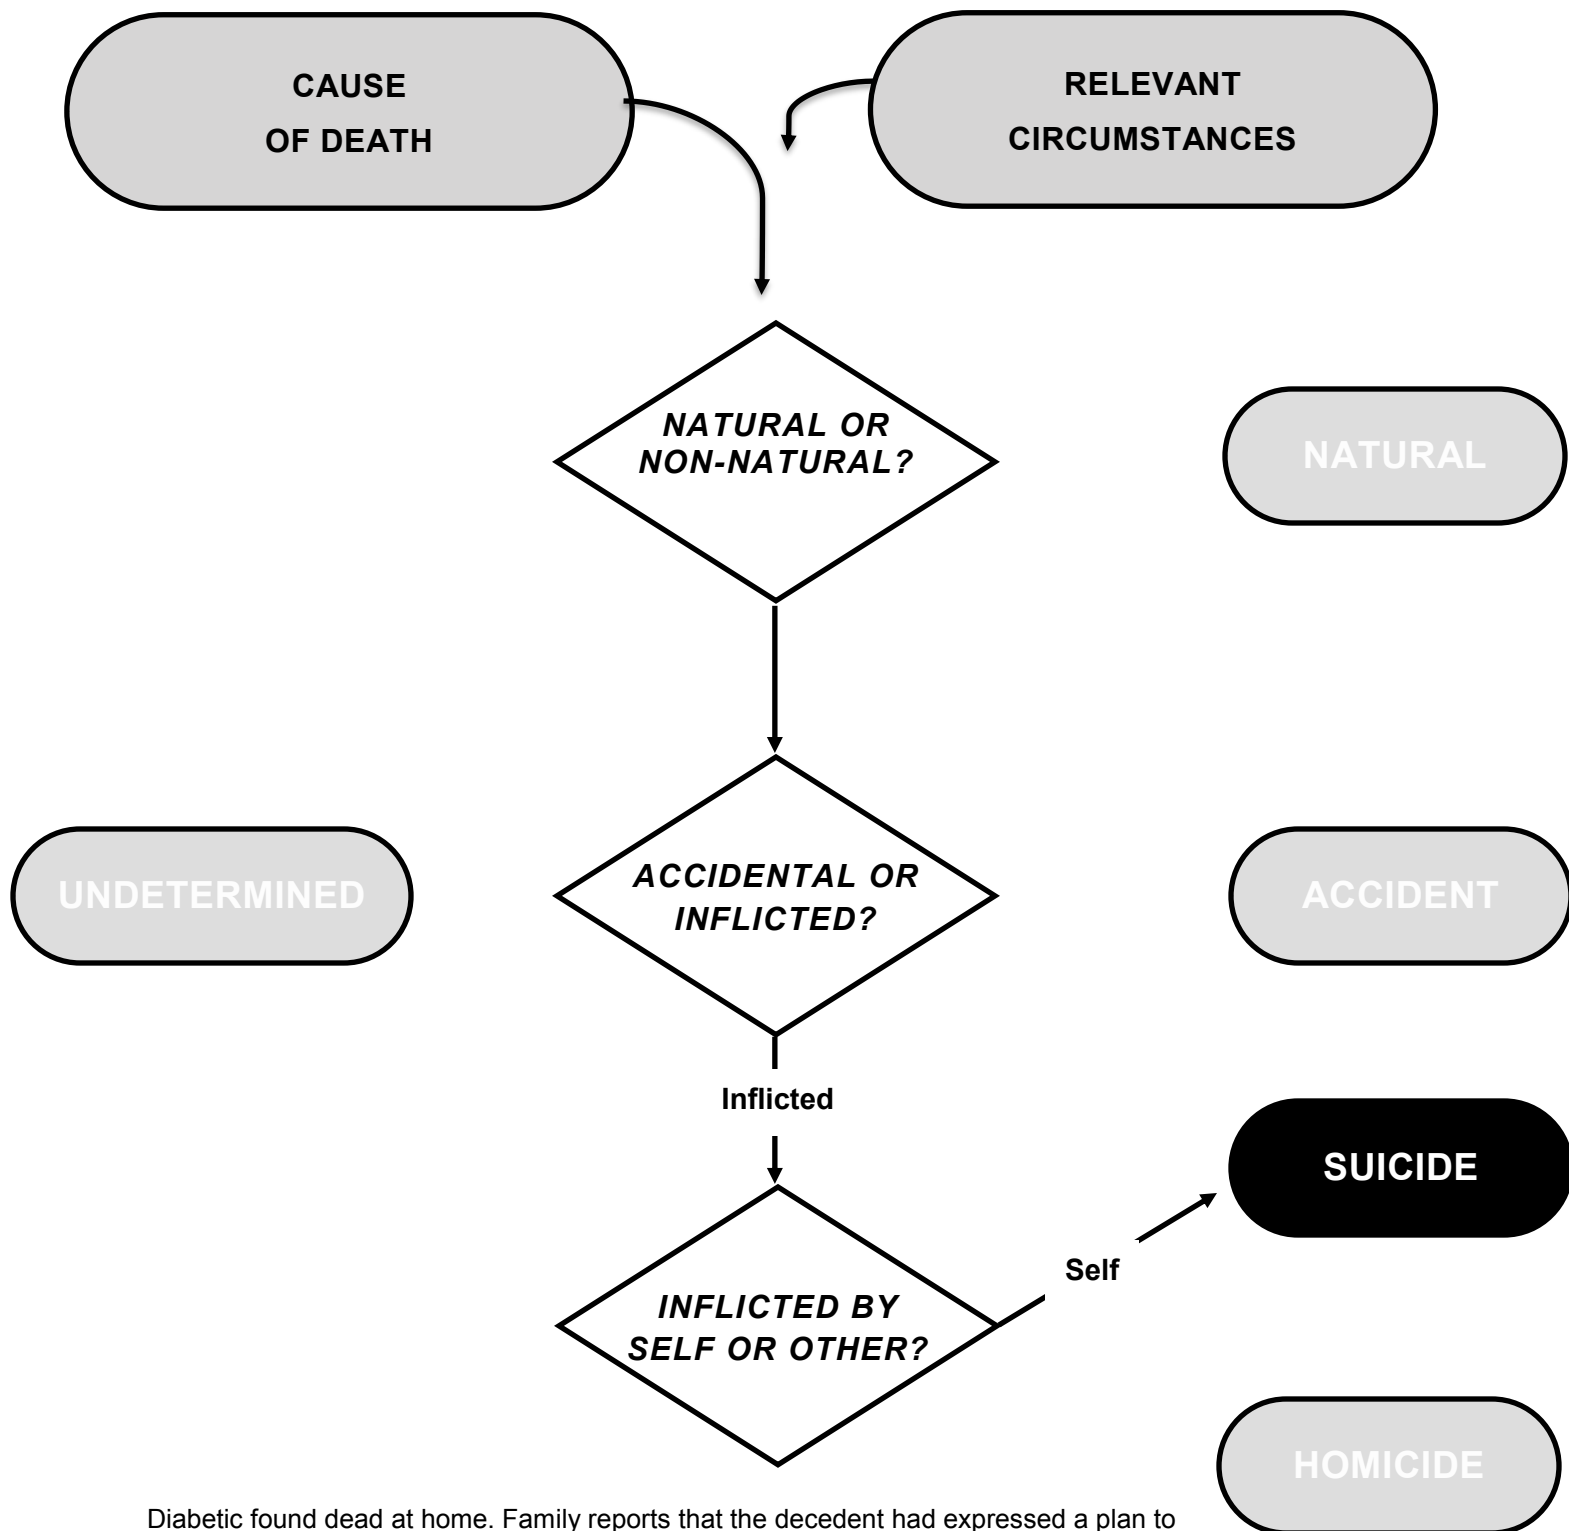 CAUSE
OF DEATH
RELEVANT
CIRCUMSTANCES
NATURAL OR
NON-NATURAL?
NATURAL
UNDETERMINED
ACCIDENTAL OR
INFLICTED?
ACCIDENT
Inflicted
SUICIDE
Self
INFLICTED BY
SELF OR OTHER?
HOMICIDE
Diabetic found dead at home. Family reports that the decedent had expressed a plan to